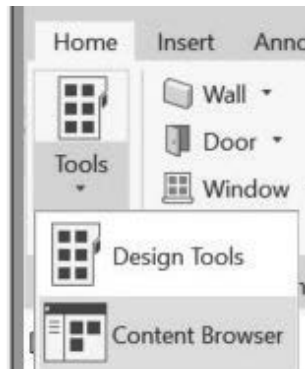 Home Insert Anno
Tools
Wall
Door
Window
Design Tools
Content Browser